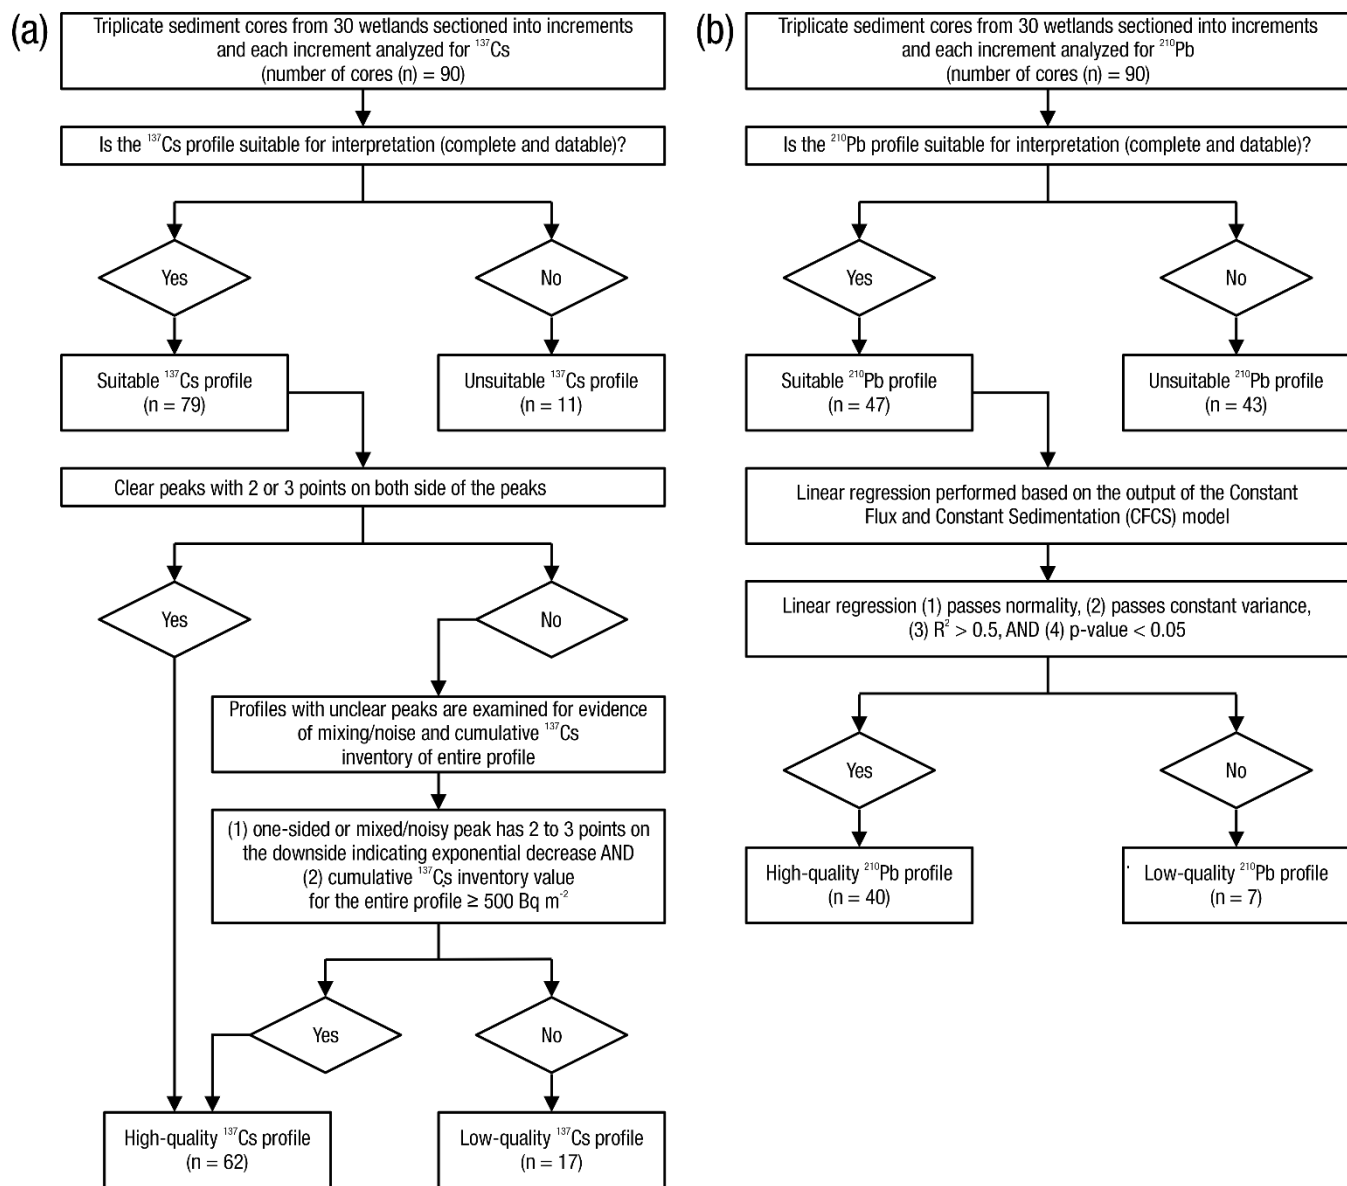 (a)
Triplicate sediment cores from 30 wetlands sectioned into increments
and each increment analyzed for ¹³⁷Cs
(number of cores (n) = 90)
Is the ¹³⁷Cs profile suitable for interpretation (complete and datable)?
Yes
No
Suitable ¹³⁷Cs profile
(n = 79)
Unsuitable ¹³⁷Cs profile
(n = 11)
Clear peaks with 2 or 3 points on both side of the peaks
Yes
No
Profiles with unclear peaks are examined for evidence
of mixing/noise and cumulative ¹³⁷Cs
inventory of entire profile
(1) one-sided or mixed/noisy peak has 2 to 3 points on
the downside indicating exponential decrease AND
(2) cumulative ¹³⁷Cs inventory value
for the entire profile ≥ 500 Bq m⁻²
Yes
No
High-quality ¹³⁷Cs profile
(n = 62)
Low-quality ¹³⁷Cs profile
(n = 17)
(b)
Triplicate sediment cores from 30 wetlands sectioned into increments
and each increment analyzed for ²¹⁰Pb
(number of cores (n) = 90)
Is the ²¹⁰Pb profile suitable for interpretation (complete and datable)?
Yes
No
Suitable ²¹⁰Pb profile
(n = 47)
Unsuitable ²¹⁰Pb profile
(n = 43)
Linear regression performed based on the output of the Constant
Flux and Constant Sedimentation (CFCS) model
Linear regression (1) passes normality, (2) passes constant variance,
(3) R² > 0.5, AND (4) p-value < 0.05
Yes
No
High-quality ²¹⁰Pb profile
(n = 40)
Low-quality ²¹⁰Pb profile
(n = 7)